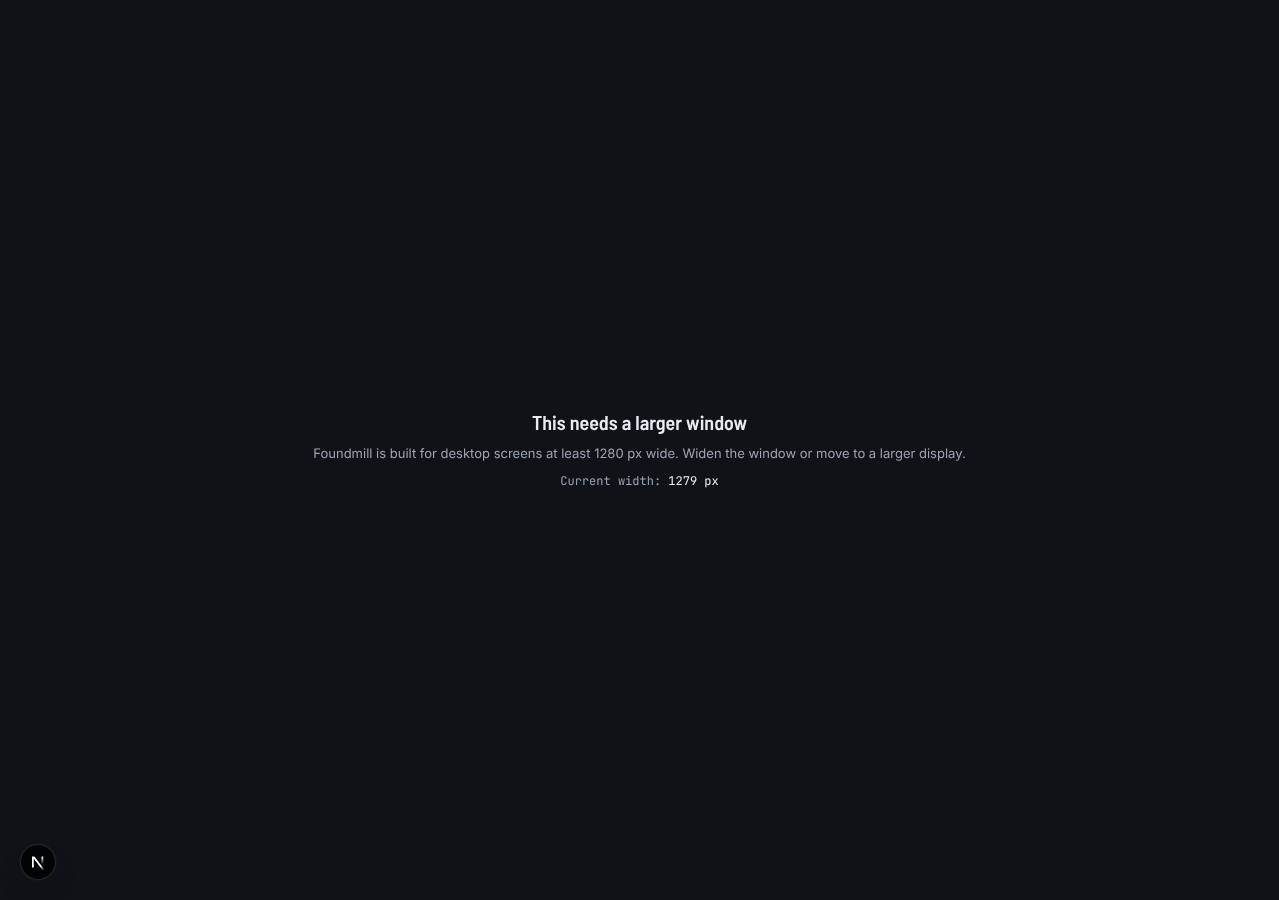 This needs a larger window
Foundmill is built for desktop screens at least 1280 px wide. Widen the window or move to a larger display.
Current width: 1279 px
N